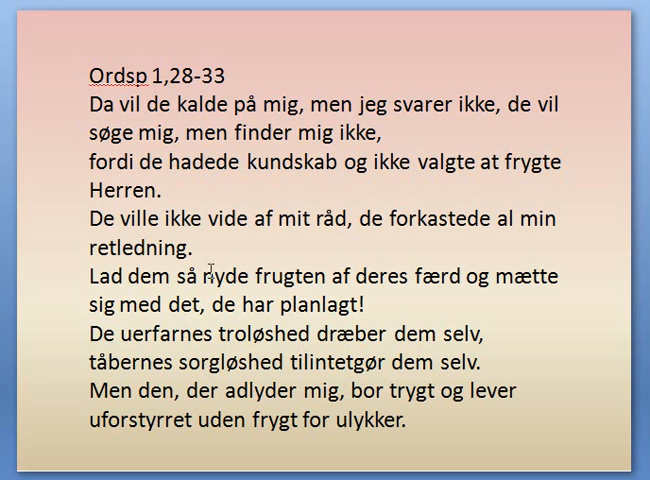 Ordsp 1,28-33
Da vil de kalde på mig, men jeg svarer ikke, de vil
søge mig, men finder mig ikke,
fordi de hadede kundskab og ikke valgte at frygte
Herren.
De ville ikke vide af mit råd, de forkastede al min
retledning.
Lad dem så nyde frugten af deres færd og mætte
sig med det, de har planlagt!
De uerfarnes troløshed dræber dem selv,
tåbernes sorgløshed tilintetgør dem selv.
Men den, der adlyder mig, bor trygt og lever
uforstyrret uden frygt for ulykker.